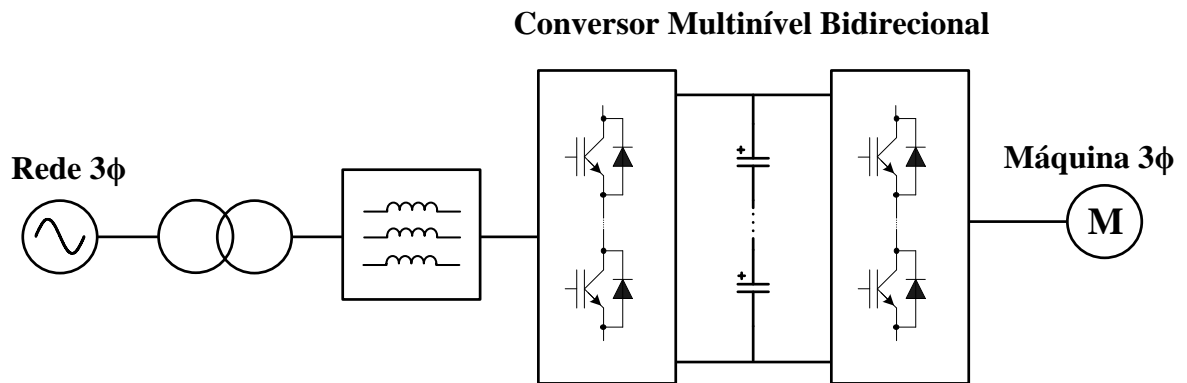 Conversor Multinível Bidirecional
Rede 3ϕ
Máquina 3ϕ
+
+
M